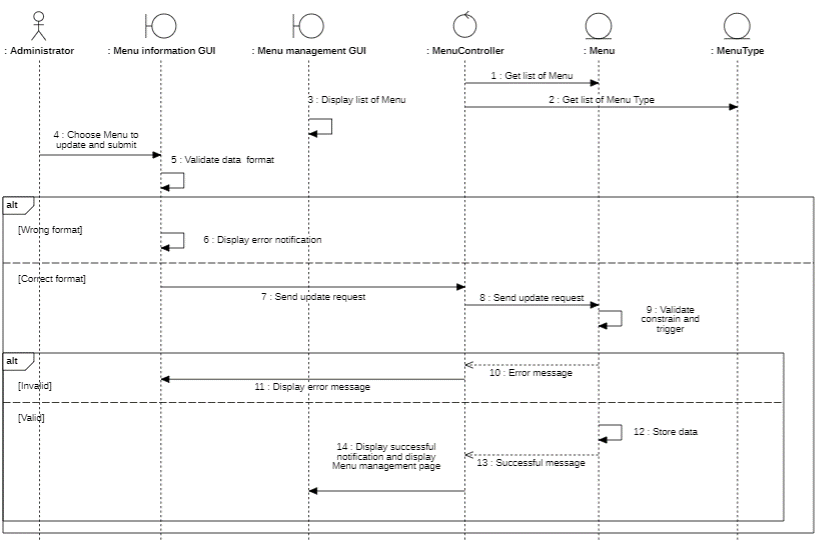 : Administrator
: Menu information GUI
: Menu management GUI
: MenuController
: Menu
: MenuType
1 : Get list of Menu
2 : Get list of Menu Type
3 : Display list of Menu
4 : Choose Menu to
update and submit
5 : Validate data format
alt
[Wrong format]
6 : Display error notification
[Correct format]
7 : Send update request
8 : Send update request
9 : Validate
constrain and
trigger
alt
10 : Error message
[Invalid]
11 : Display error message
[Valid]
12 : Store data
14 : Display successful
notification and display
Menu management page
13 : Successful message